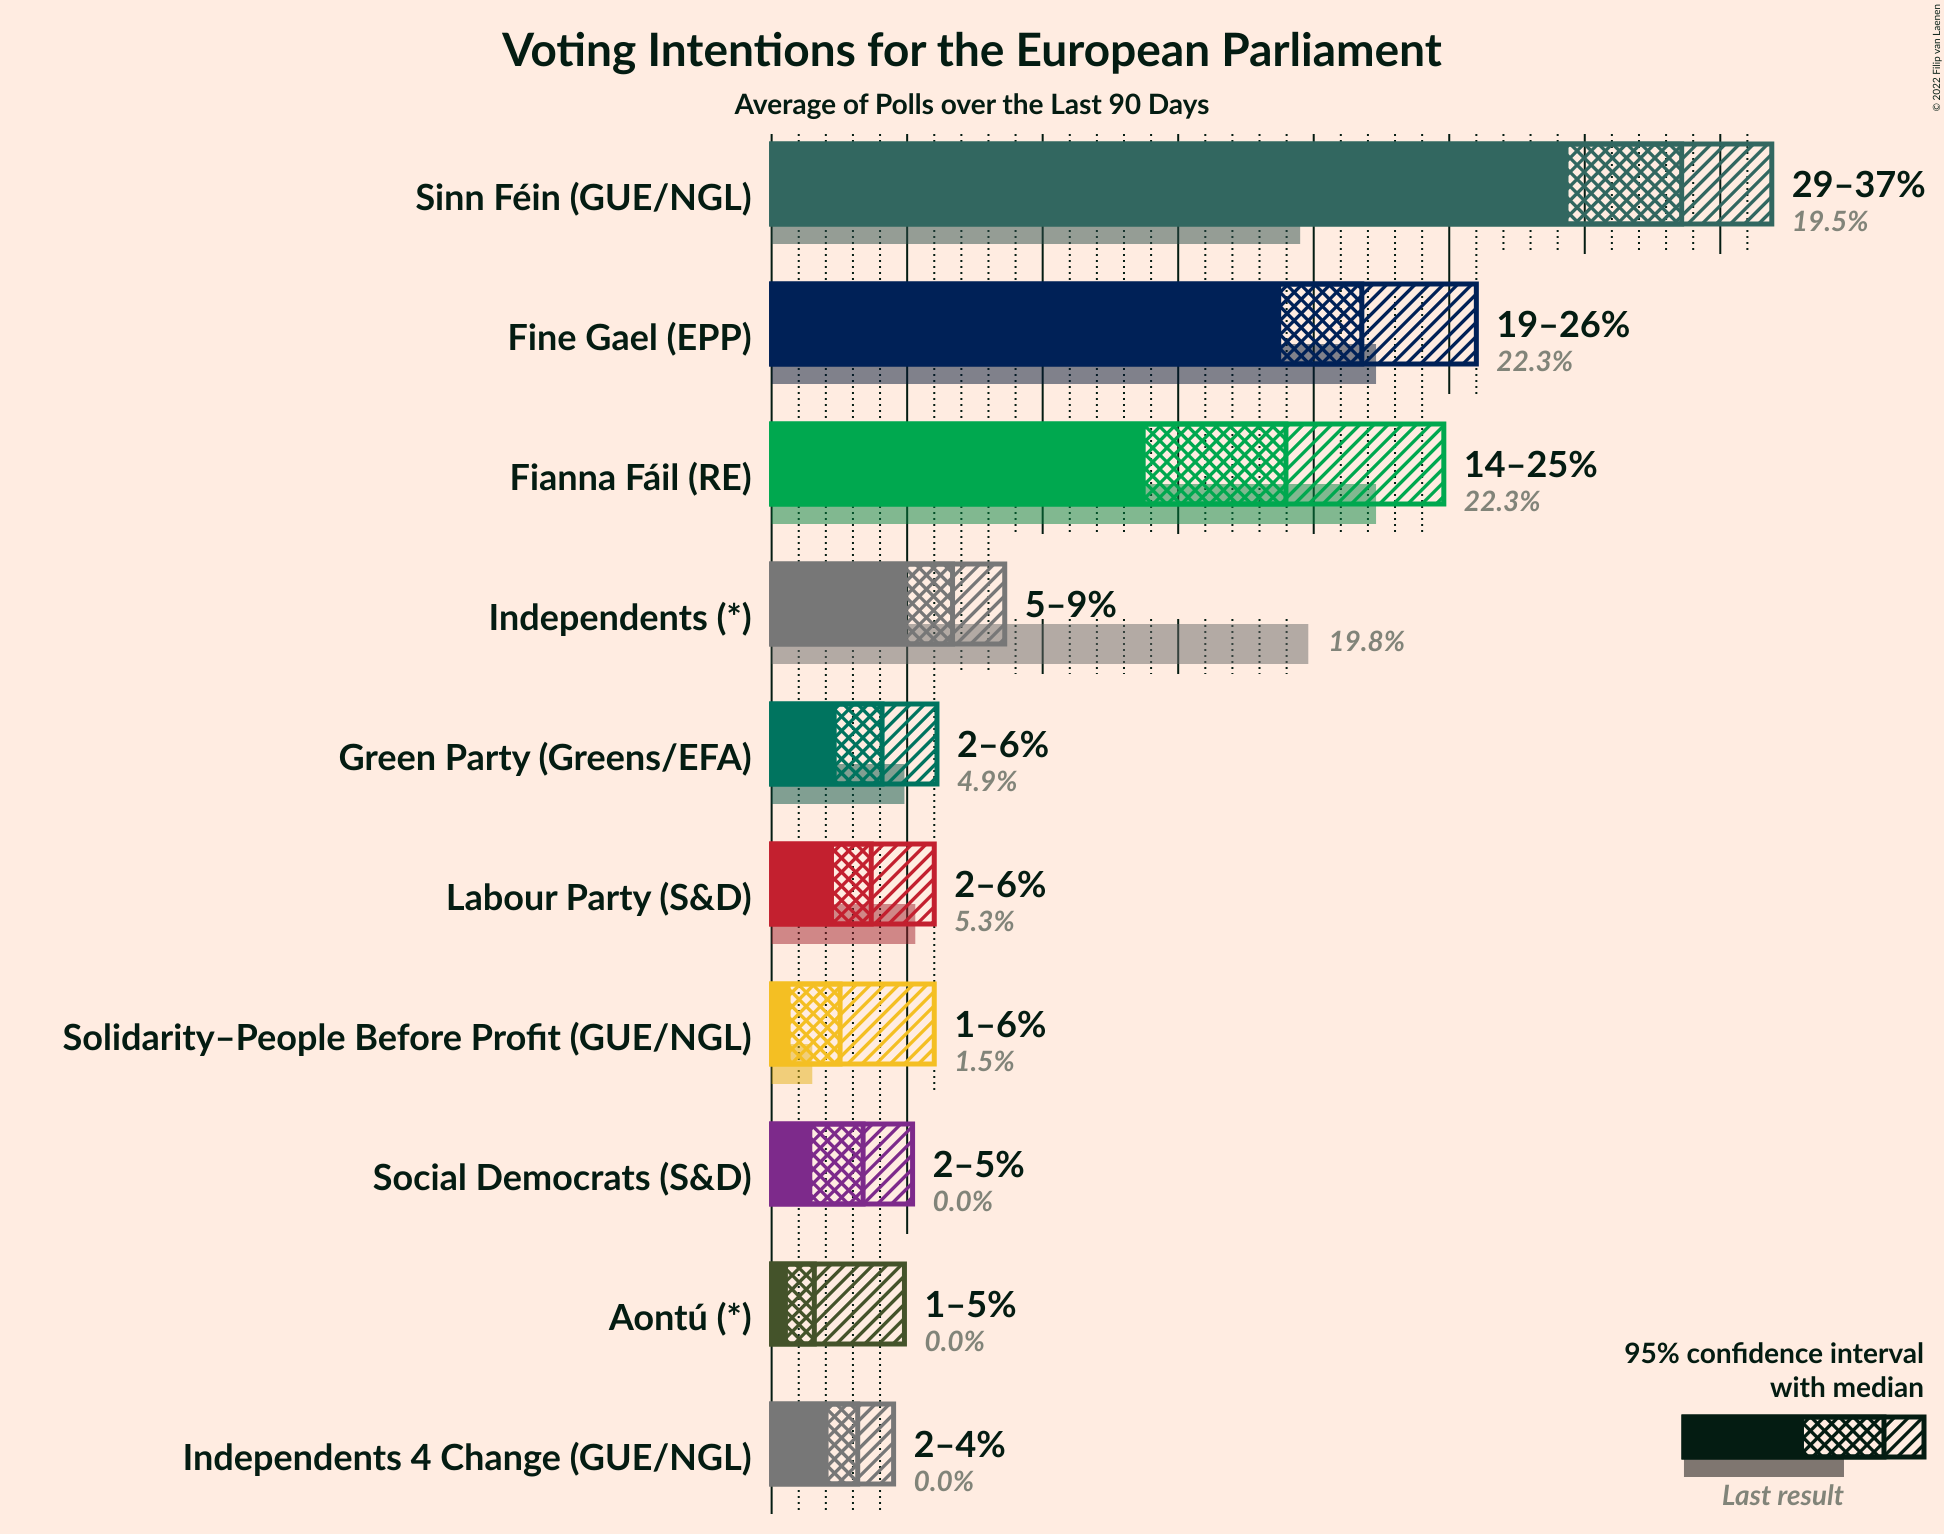 Voting Intentions for the European Parliament
Average of Polls over the Last 90 Days
© 2022 Filip van Laenen
Sinn Féin (GUE/NGL)
29–37%
19.5%
Fine Gael (EPP)
19–26%
22.3%
Fianna Fáil (RE)
14–25%
22.3%
Independents (*)
5–9%
19.8%
Green Party (Greens/EFA)
2–6%
4.9%
Labour Party (S&D)
2–6%
5.3%
Solidarity–People Before Profit (GUE/NGL)
1–6%
1.5%
Social Democrats (S&D)
2–5%
0.0%
Aontú (*)
1–5%
0.0%
Independents 4 Change (GUE/NGL)
2–4%
0.0%
95% confidence interval
with median
Last result